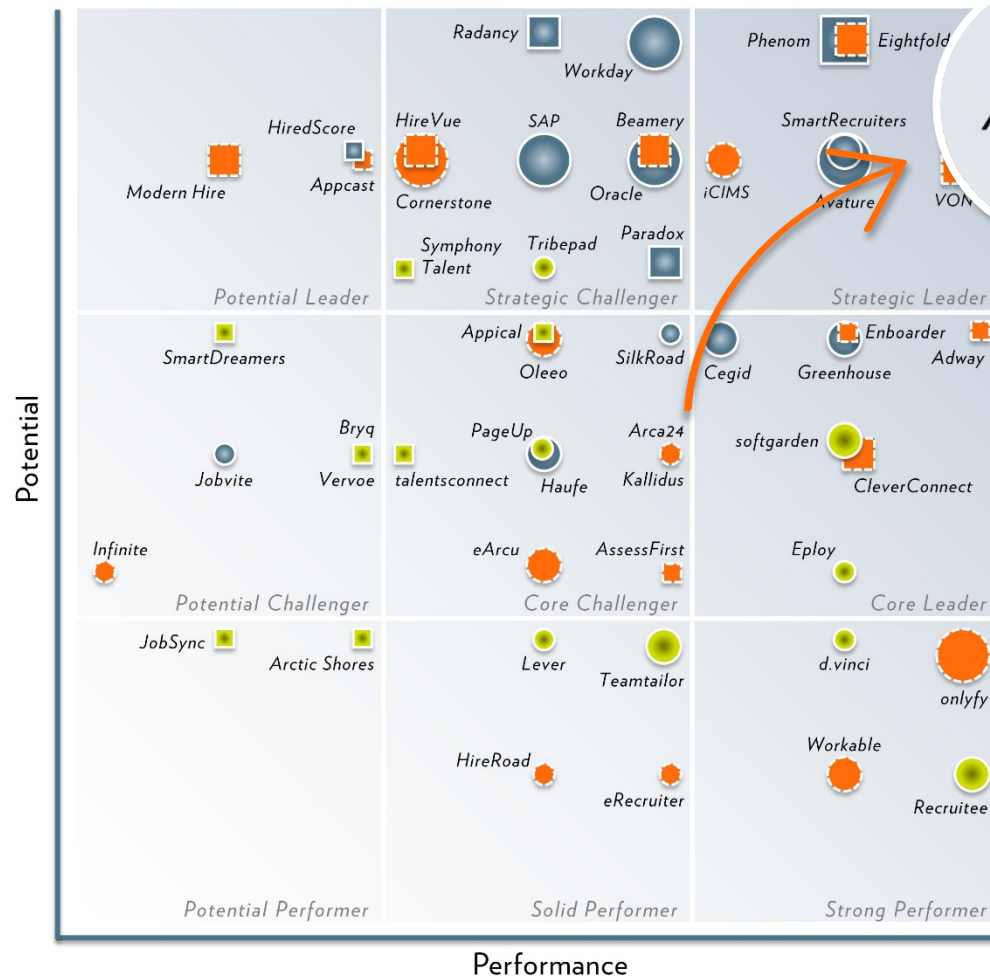 Radancy
Workday
Phenom
Eightfold
HiredScore
Appcast
Modern Hire
HireVue
Cornerstone
SAP
Beamery
Oracle
SmartRecruiters
iCIMS
Avature
VON
Symphony
Talent
Tribepad
Paradox
Potential Leader
Strategic Challenger
Strategic Leader
SmartDreamers
Appical
Oleeo
SilkRoad
Cegid
Enboarder
Greenhouse
Adway
Bryq
Jobvite
Vervoe
PageUp
talentsconnect
Haufe
Arca24
Kallidus
softgarden
CleverConnect
Infinite
eArcu
AssessFirst
Eploy
Potential Challenger
Core Challenger
Core Leader
JobSync
Arctic Shores
Lever
Teamtailor
d.vinci
onlyfy
HireRoad
eRecruiter
Workable
Recruitee
Potential Performer
Solid Performer
Strong Performer
Potential
Performance